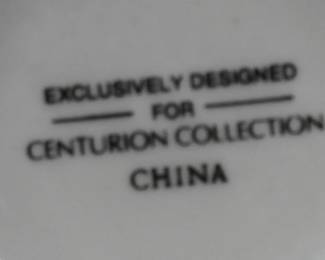 EXCLUSIVELY DESIGNED
FOR
CENTURION COLLECTION
CHINA